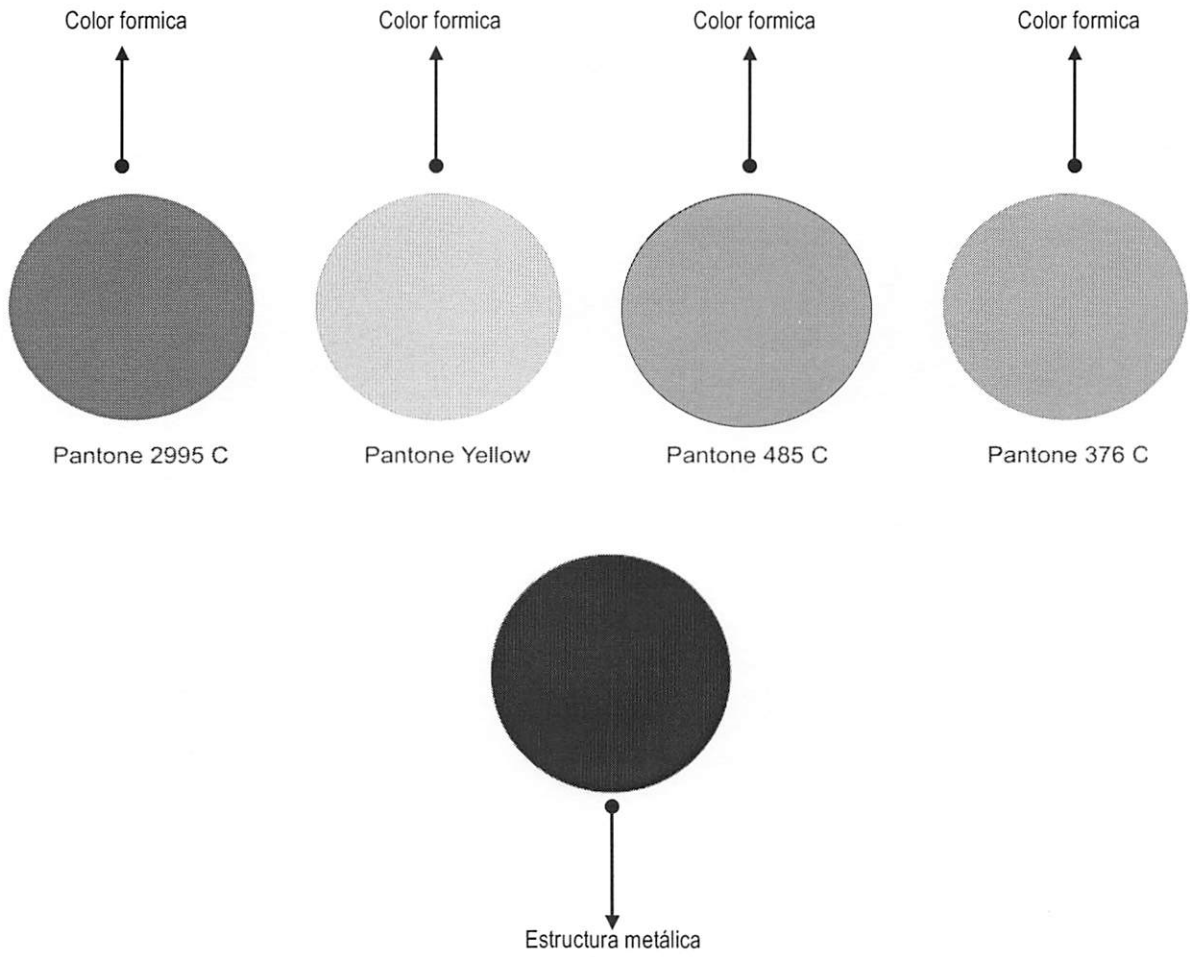 Color formica
Color formica
Color formica
Color formica
Pantone 2995 C
Pantone Yellow
Pantone 485 C
Pantone 376 C
Estructura metálica